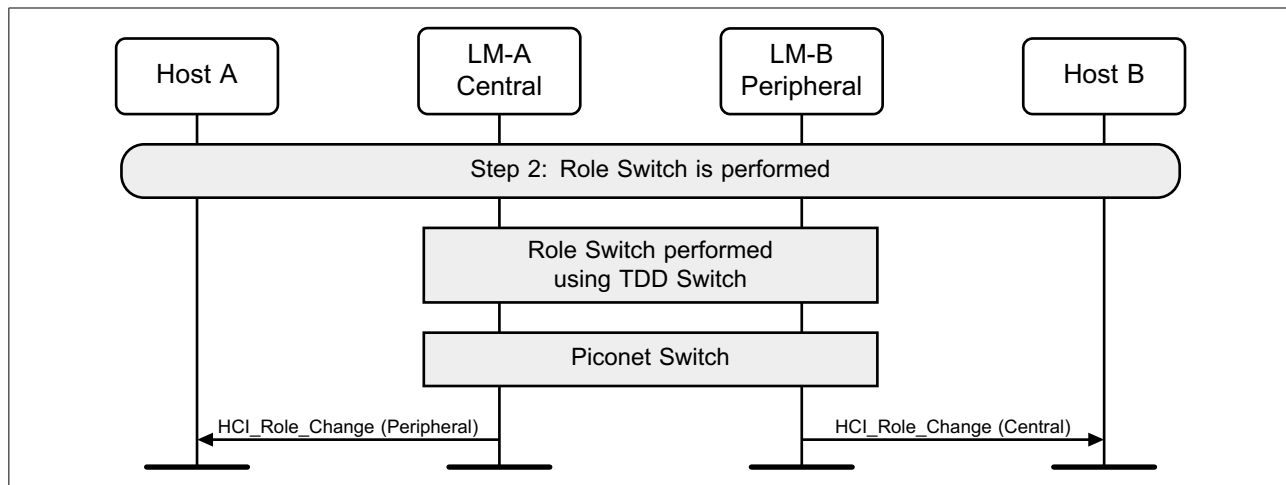 Host A
LM-A
Central
LM-B
Peripheral
Host B
Step 2: Role Switch is performed
Role Switch performed
using TDD Switch
Piconet Switch
HCI_Role_Change (Peripheral)
HCI_Role_Change (Central)